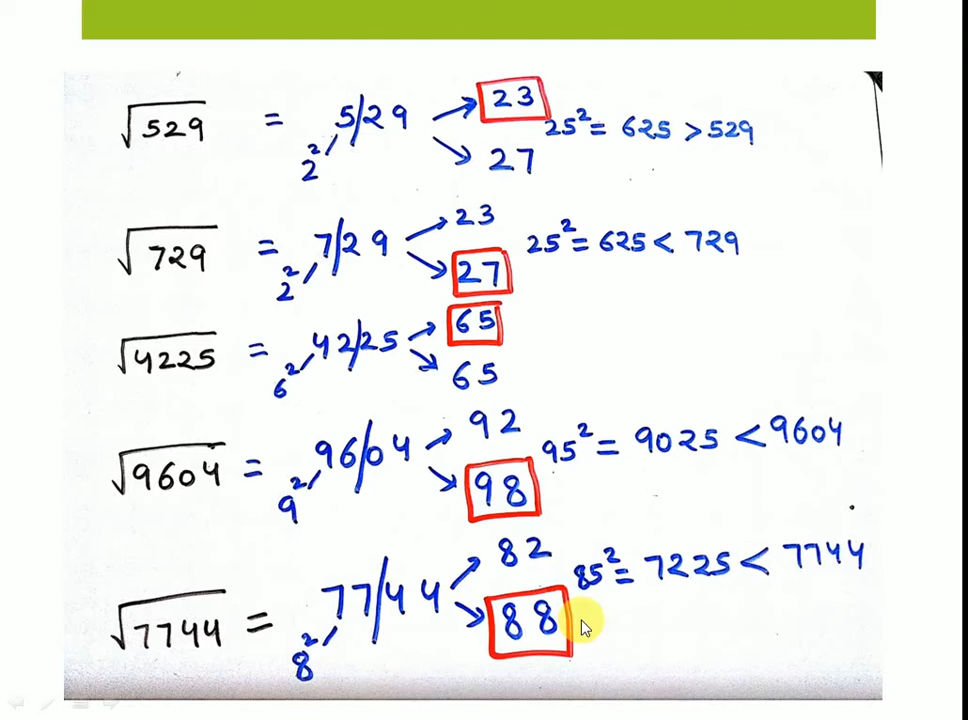 √529 = 2² 5/29 → 23 25² = 625 > 529
→ 27
√729 = 2² 7/29 → 23 25² = 625 < 729
→ 27
√4225 = 6² 42/25 → 65
→ 65
√9604 = 9² 96/04 → 92 95² = 9025 < 9604
→ 98
√7744 = 8² 77/44 → 82 85² = 7225 < 7744
→ 88